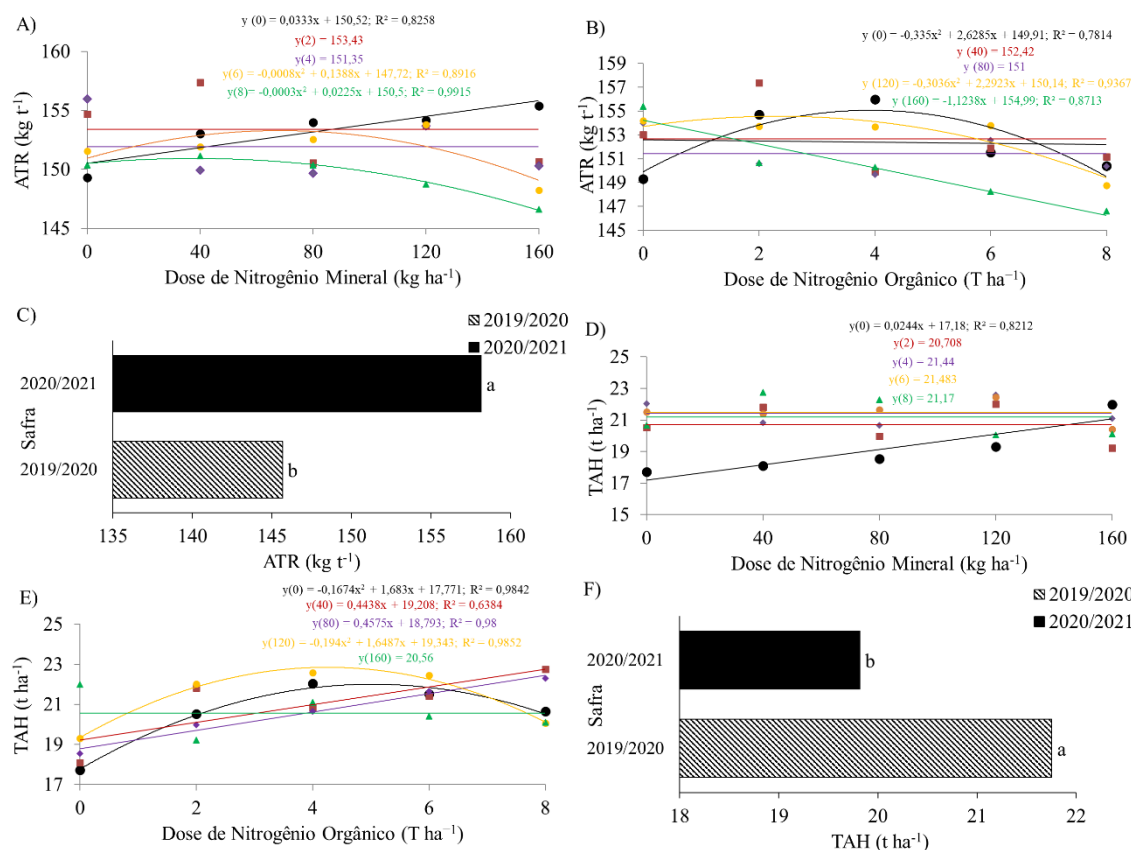 A)
y (0) = 0,0333x + 150,52; R² = 0,8258
y(2) = 153,43
y(4) = 151,35
y(6) = -0,0008x² + 0,1388x + 147,72, R² = 0,8916
y(8)= -0,0003x² + 0,0225x + 150,5; R² = 0,9915
160
155
150
145
ATR (kg t⁻¹)
0 40 80 120 160
Dose de Nitrogênio Mineral (kg ha⁻¹)
B)
y (0) = -0,335x² + 2,6285x + 149,91; R² = 0,7814
y (40) = 152,42
y (80) = 151
y (120) = -0,3036x² + 2,2923x + 150,14, R² = 0,9367
y (160) = -1,1238x + 154,99; R² = 0,8713
159
157
155
153
151
149
147
145
ATR (kg t⁻¹)
0 2 4 6 8
Dose de Nitrogênio Orgânico (T ha⁻¹)
C)
2019/2020
2020/2021
2020/2021
a
Safra
2019/2020
b
135 140 145 150 155 160
ATR (kg t⁻¹)
D)
y(0) = 0,0244x + 17,18; R² = 0,8212
y(2) = 20,708
y(4) = 21,44
y(6) = 21,483
y(8) = 21,17
25
23
21
19
17
15
TAH (t ha⁻¹)
0 40 80 120 160
Dose de Nitrogênio Mineral (kg ha⁻¹)
E)
y(0) = -0,1674x² + 1,683x + 17,771; R² = 0,9842
y(40) = 0,4438x + 19,208; R² = 0,6384
y(80) = 0,4575x + 18,793; R² = 0,98
y(120) = -0,194x² + 1,6487x + 19,343; R² = 0,9852
y(160) = 20,56
25
23
21
19
17
TAH (t ha⁻¹)
0 2 4 6 8
Dose de Nitrogênio Orgânico (T ha⁻¹)
F)
2019/2020
2020/2021
2020/2021
b
Safra
2019/2020
a
18 19 20 21 22
TAH (t ha⁻¹)